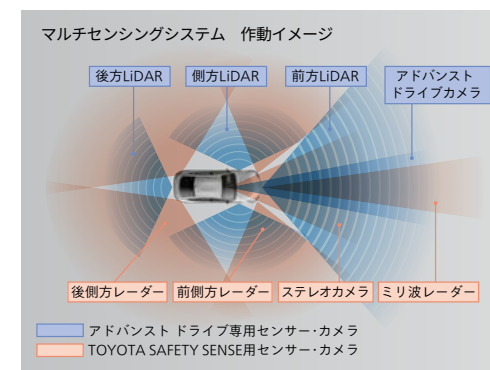 マルチセンシングシステム 作動イメージ
後方LiDAR
側方LiDAR
前方LiDAR
アドバンスト
ドライブカメラ
後側方レーダー
前側方レーダー
ステレオカメラ
ミリ波レーダー
アドバンスト ドライブ専用センサー・カメラ
TOYOTA SAFETY SENSE用センサー・カメラ